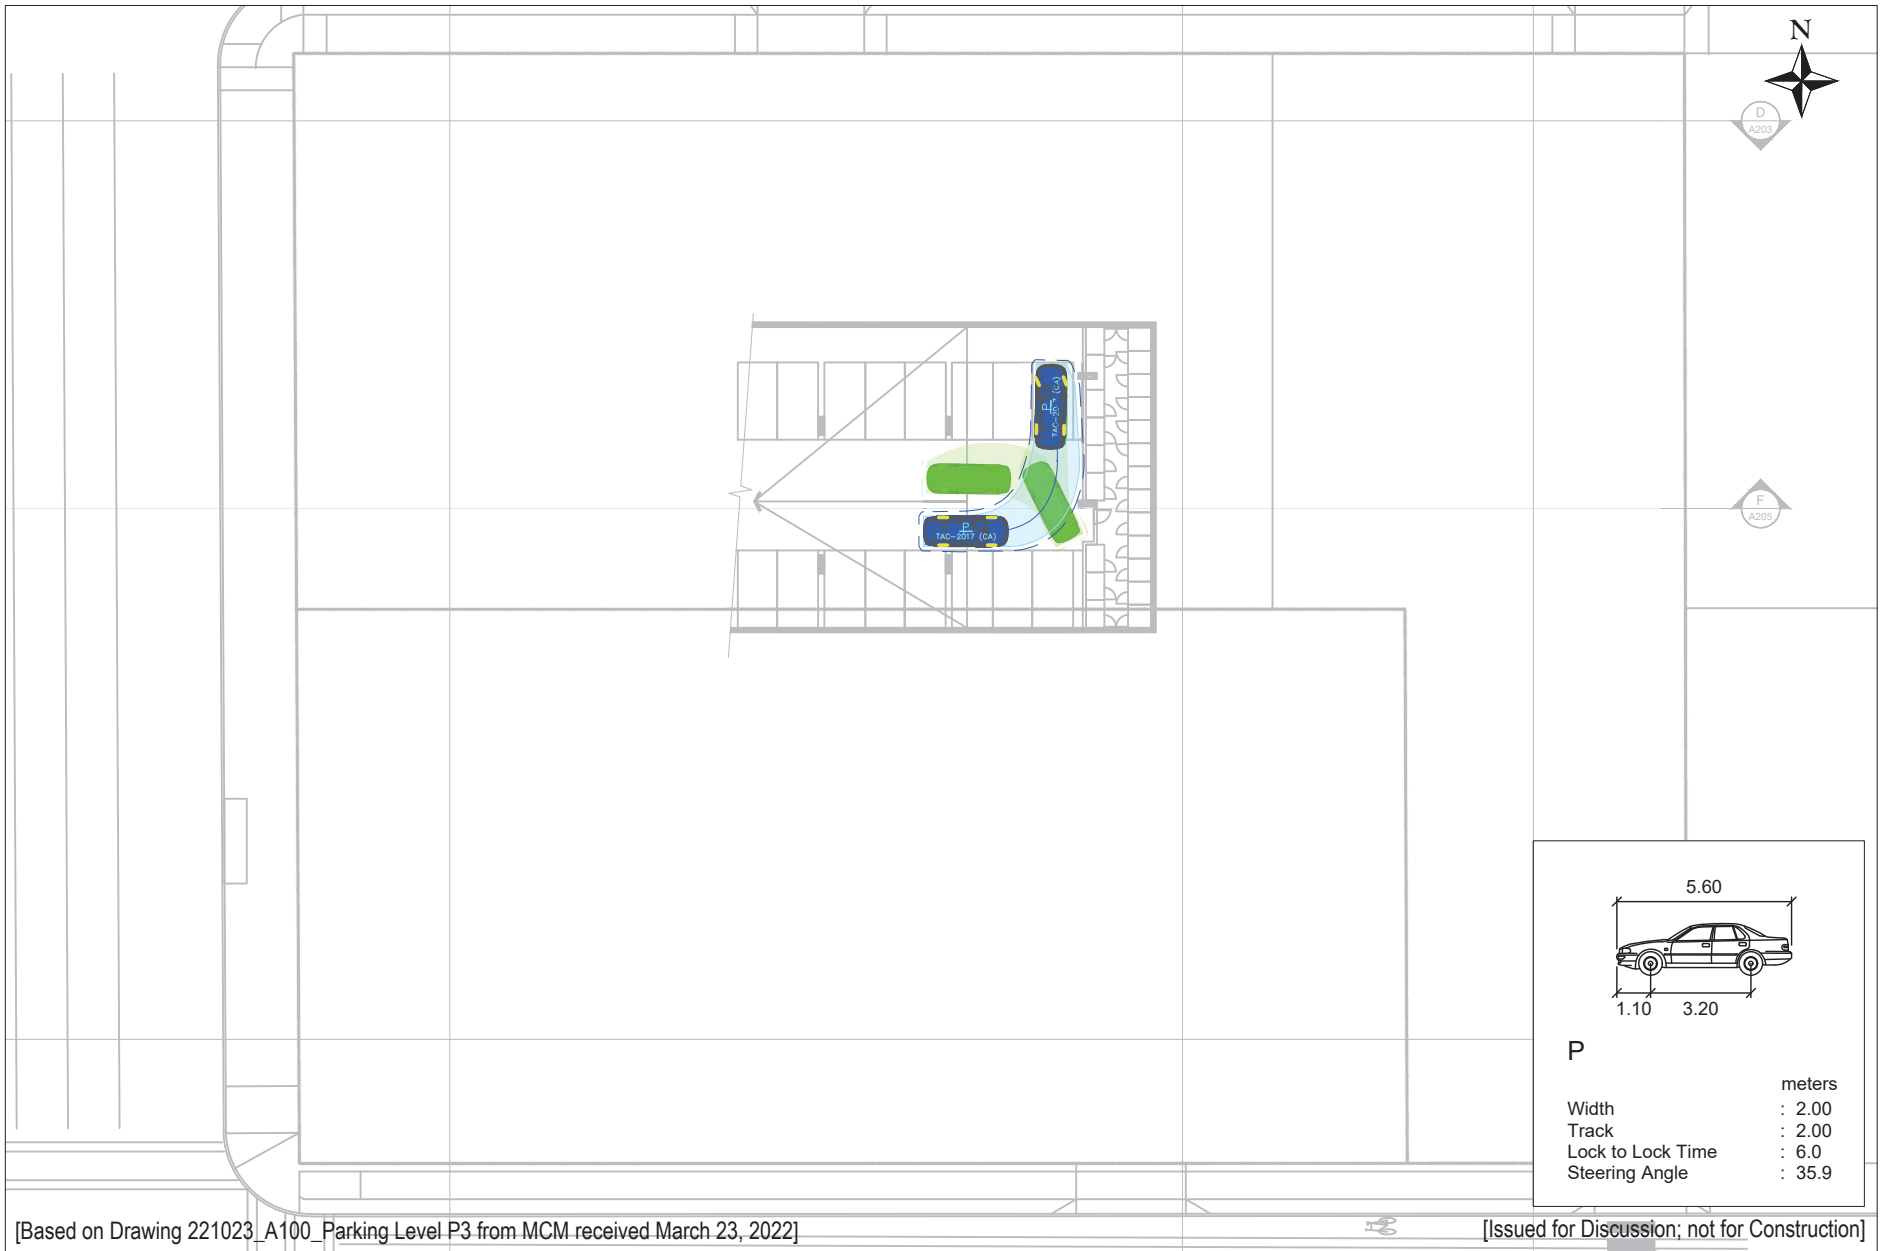 N
D
A203
F
A205
P
TAC-2017 (CA)
P
TAC-2017 (CA)
5.60
1.10 3.20
P
meters
Width : 2.00
Track : 2.00
Lock to Lock Time : 6.0
Steering Angle : 35.9
[Based on Drawing 221023_A100_Parking Level P3 from MCM received March 23, 2022]
[Issued for Discussion; not for Construction]